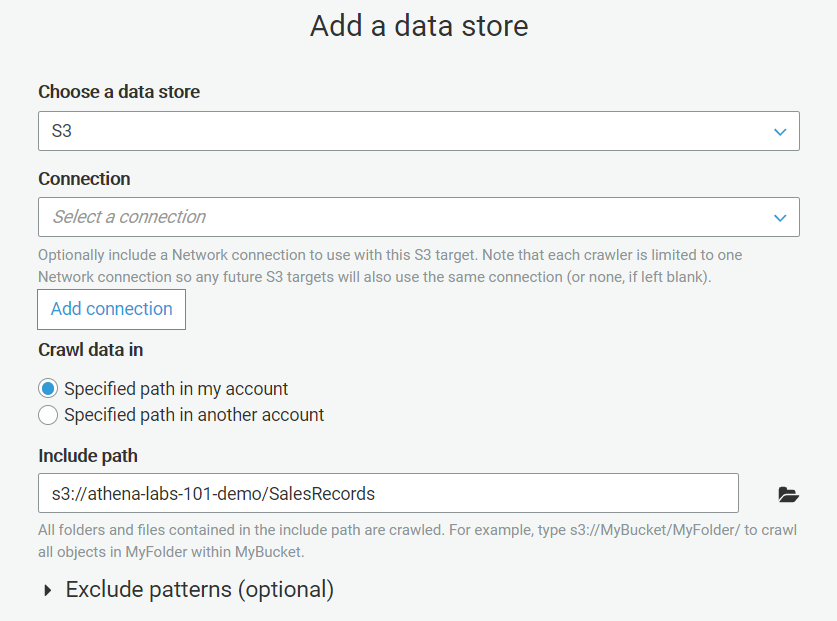 Add a data store
Choose a data store
S3
Connection
Select a connection
Optionally include a Network connection to use with this S3 target. Note that each crawler is limited to one
Network connection so any future S3 targets will also use the same connection (or none, if left blank).
Add connection
Crawl data in
Specified path in my account
Specified path in another account
Include path
s3://athena-labs-101-demo/SalesRecords
All folders and files contained in the include path are crawled. For example, type s3://MyBucket/MyFolder/ to crawl
all objects in MyFolder within MyBucket.
Exclude patterns (optional)